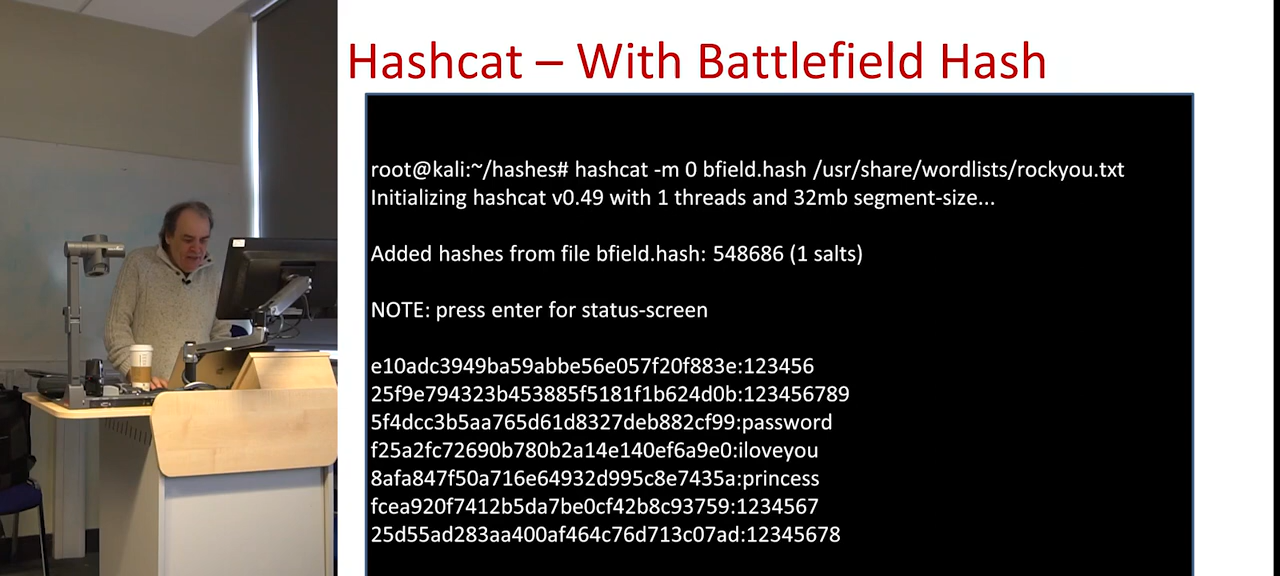 Hashcat – With Battlefield Hash
root@kali:~/hashes# hashcat -m 0 bfield.hash /usr/share/wordlists/rockyou.txt
Initializing hashcat v0.49 with 1 threads and 32mb segment-size...
Added hashes from file bfield.hash: 548686 (1 salts)
NOTE: press enter for status-screen
e10adc3949ba59abbe56e057f20f883e:123456
25f9e794323b453885f5181f1b624d0b:123456789
5f4dcc3b5aa765d61d8327deb882cf99:password
f25a2fc72690b780b2a14e140ef6a9e0:iloveyou
8afa847f50a716e64932d995c8e7435a:princess
fcea920f7412b5da7be0cf42b8c93759:1234567
25d55ad283aa400af464c76d713c07ad:12345678